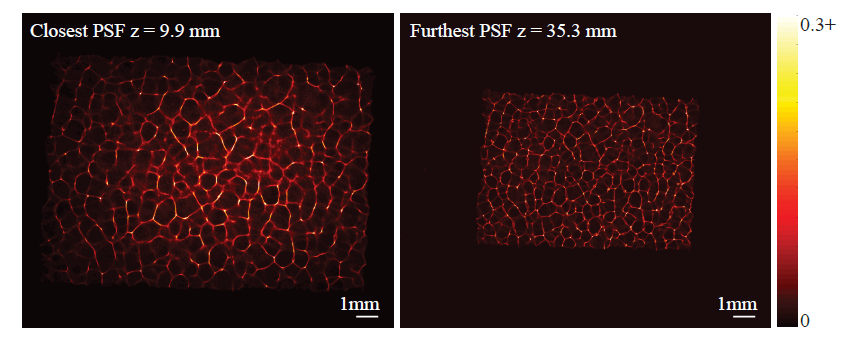 Closest PSF z = 9.9 mm
1mm
Furthest PSF z = 35.3 mm
1mm
0.3+
0